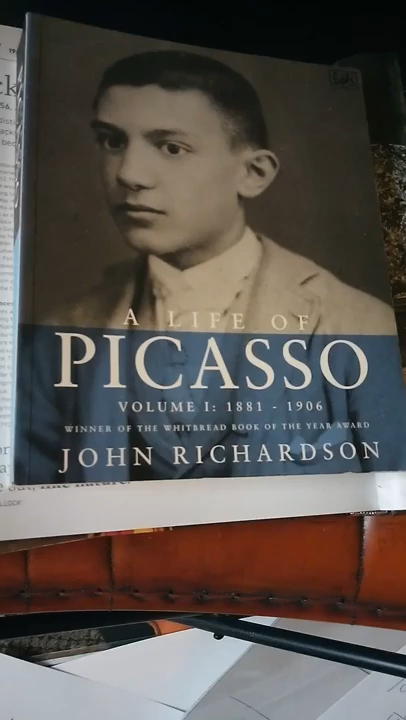 A LIFE OF
PICASSO
VOLUME I: 1881 - 1906
WINNER OF THE WHITBREAD BOOK OF THE YEAR AWARD
JOHN RICHARDSON